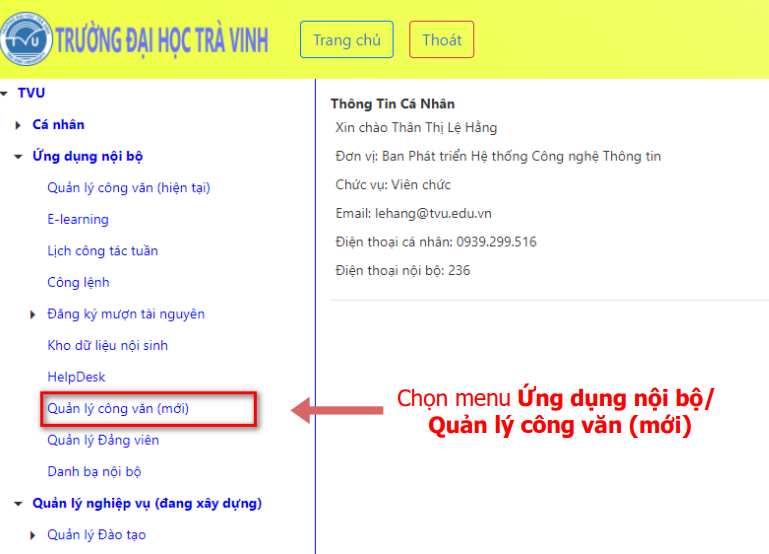 TVU
TRƯỜNG ĐẠI HỌC TRÀ VINH
Trang chủ
Thoát
TVU
Cá nhân
Ứng dụng nội bộ
Quản lý công văn (hiện tại)
E-learning
Lịch công tác tuần
Công lệnh
Đăng ký mượn tài nguyên
Kho dữ liệu nội sinh
HelpDesk
Quản lý công văn (mới)
Quản lý Đảng viên
Danh bạ nội bộ
Quản lý nghiệp vụ (đang xây dựng)
Quản lý Đào tạo
Thông Tin Cá Nhân
Xin chào Thân Thị Lệ Hằng
Đơn vị: Ban Phát triển Hệ thống Công nghệ Thông tin
Chức vụ: Viên chức
Email: lehang@tvu.edu.vn
Điện thoại cá nhân: 0939.299.516
Điện thoại nội bộ: 236
Chọn menu Ứng dụng nội bộ/
Quản lý công văn (mới)